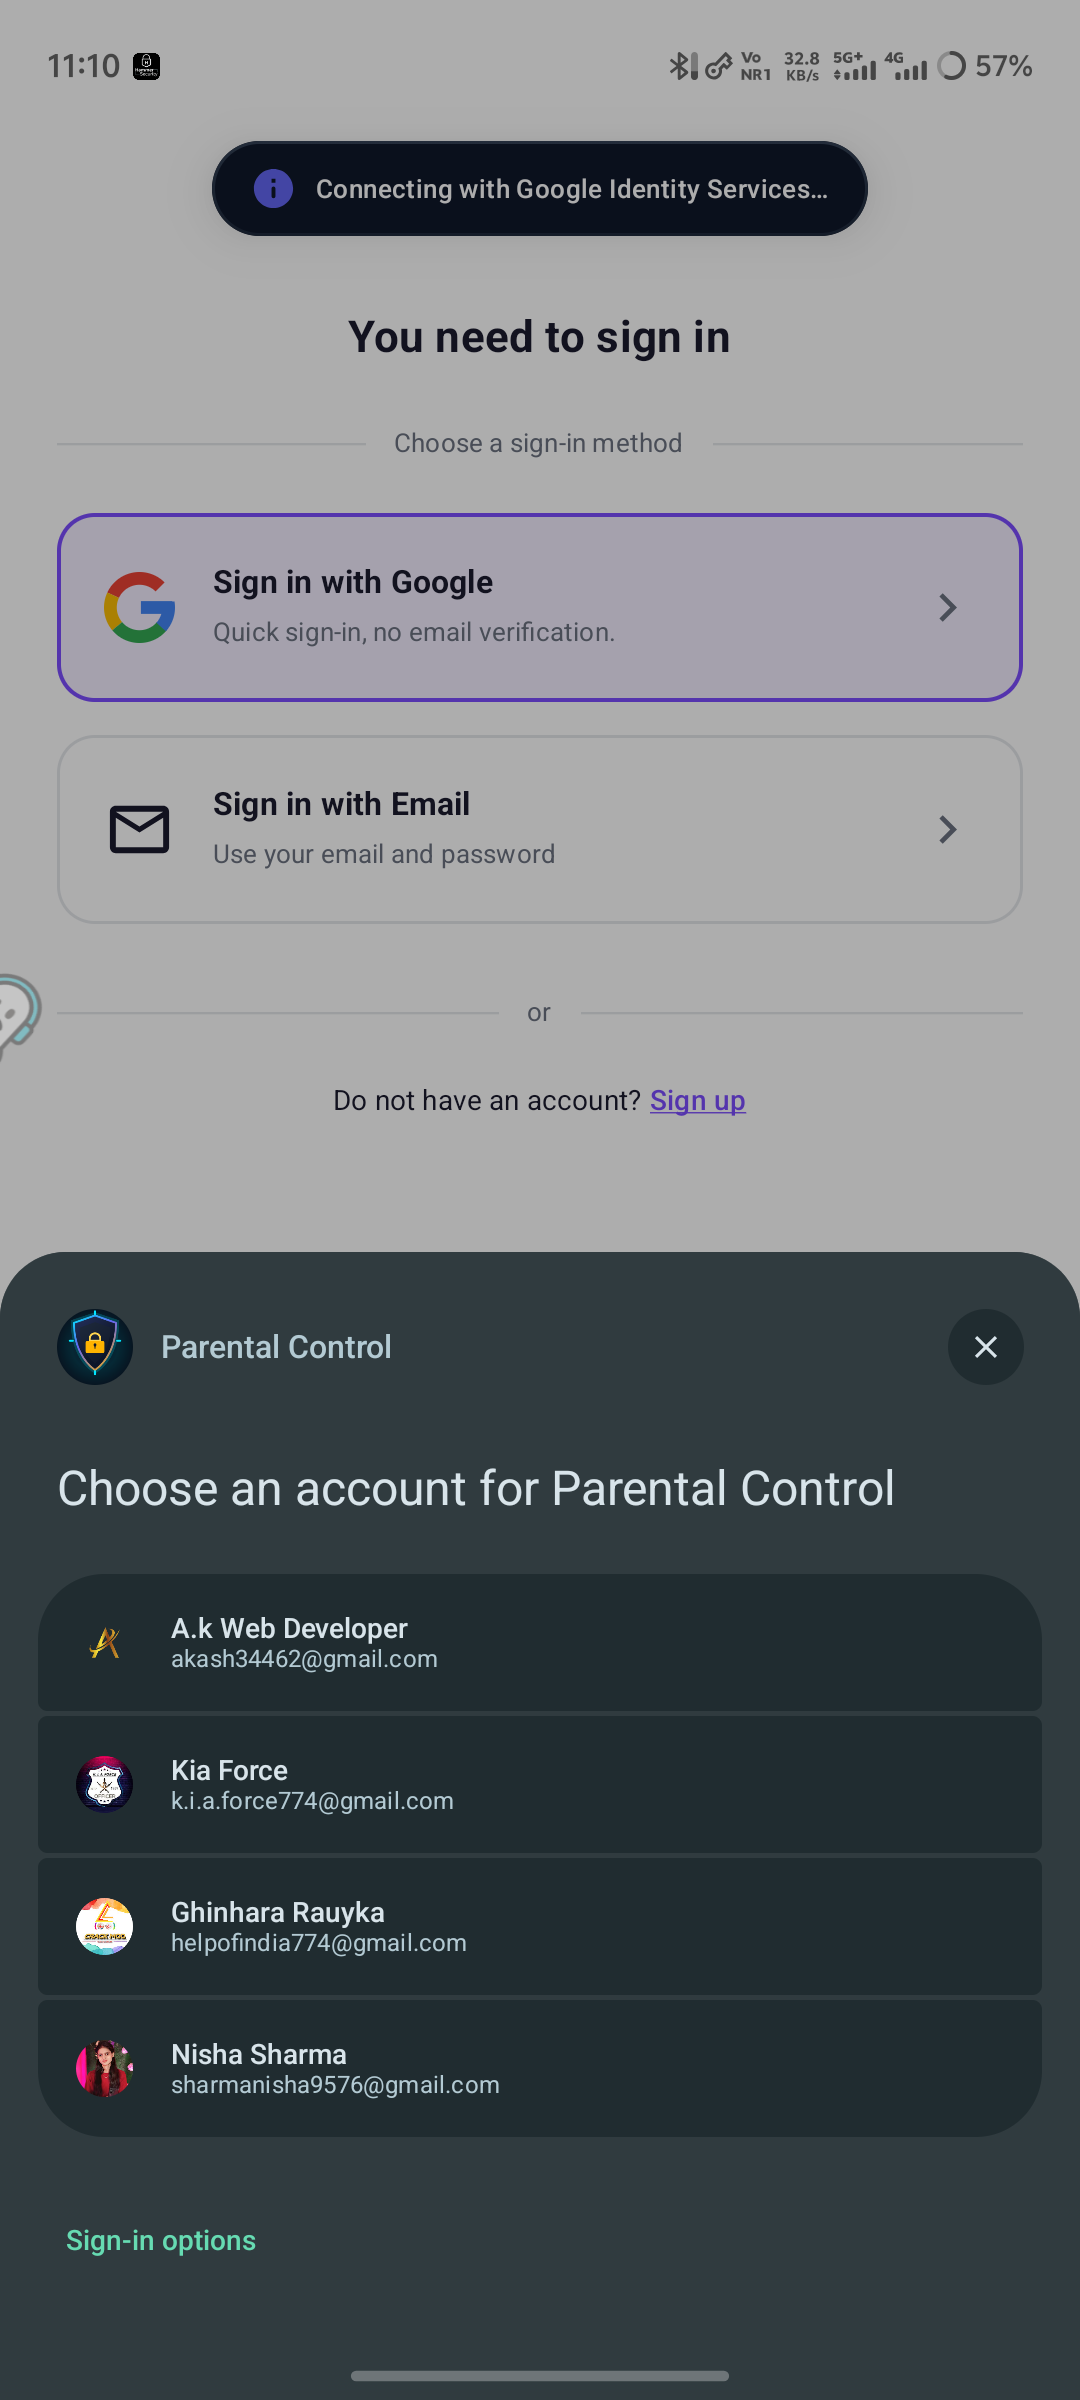 11:10
Vo
NR1
32.8
KB/s
5G+
4G
57%
Connecting with Google Identity Services...
You need to sign in
Choose a sign-in method
Sign in with Google
Quick sign-in, no email verification.
Sign in with Email
Use your email and password
or
Do not have an account? Sign up
Parental Control
Choose an account for Parental Control
A.k Web Developer
akash34462@gmail.com
Kia Force
k.i.a.force774@gmail.com
Ghinhara Rauyka
helpofindia774@gmail.com
Nisha Sharma
sharmanisha9576@gmail.com
Sign-in options